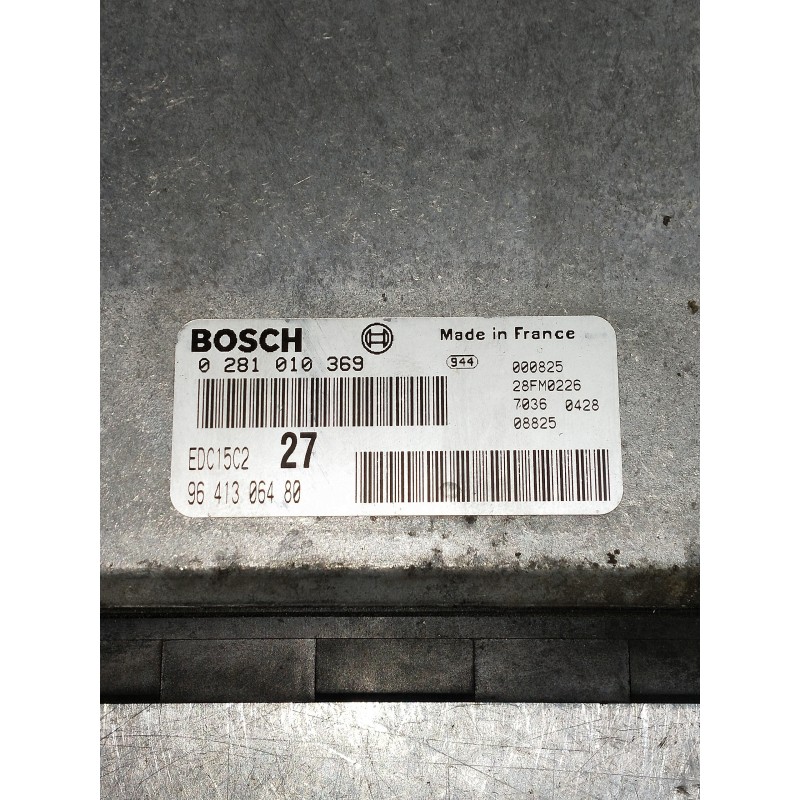 BOSCH Made in France
0 281 010 369 944 000825
28FM0226
7036 0428
08825
EDC15C2 27
96 413 064 80